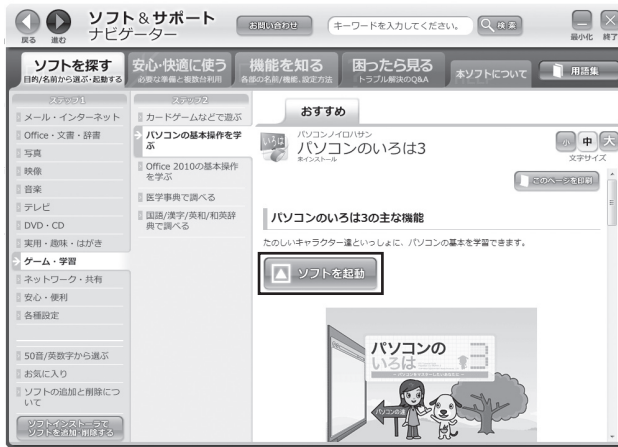 戻る
進む
ソフト&サポート
ナビゲーター
お問い合わせ
キーワードを入力してください。
検索
最小化
終了
ソフトを探す
目的/名前から選ぶ・起動する
安心・快適に使う
必要な準備と複数台利用
機能を知る
各部の名前/機能、設定方法
困ったら見る
トラブル解決のQ&A
本ソフトについて
用語集
ステップ1
メール・インターネット
Office・文書・辞書
写真
映像
音楽
テレビ
DVD・CD
実用・趣味・はがき
ゲーム・学習
ネットワーク・共有
安心・便利
各種設定
50音/英数字から選ぶ
お気に入り
ソフトの追加と削除につ
いて
ソフトインストーラで
ソフトを追加・削除する
ステップ2
カードゲームなどで遊ぶ
パソコンの基本操作を学
ぶ
Office 2010の基本操作
を学ぶ
医学事典で調べる
国語/漢字/英和/和英辞
典で調べる
おすすめ
いろは
パソコンノイロハサン
パソコンのいろは3
未インストール
小 中 大
文字サイズ
このページを印刷
パソコンのいろは3の主な機能
たのしいキャラクター達といっしょに、パソコンの基本を学習できます。
ソフトを起動
パソコンの
いろは
3
パソコンの道